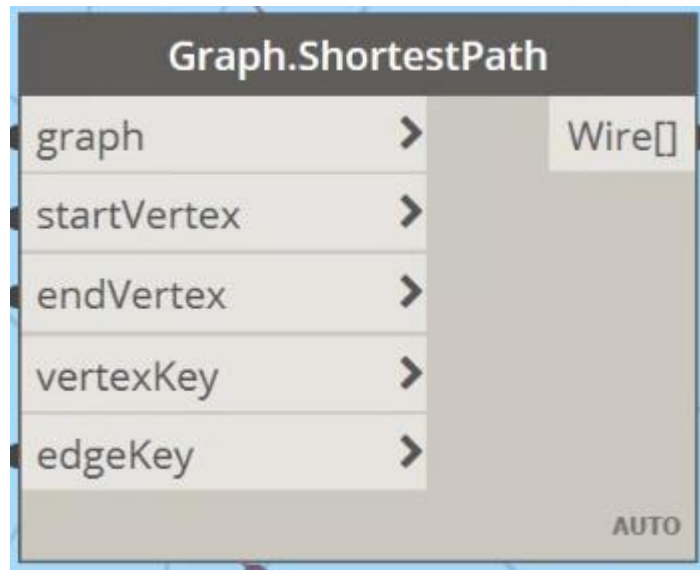 Graph.ShortestPath
graph
Wire[]
startVertex
endVertex
vertexKey
edgeKey
AUTO